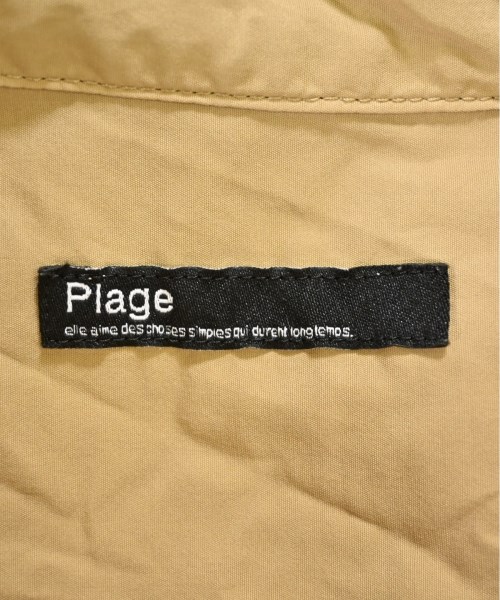 Plage
elle aime des choses simples qui durent longtemps.